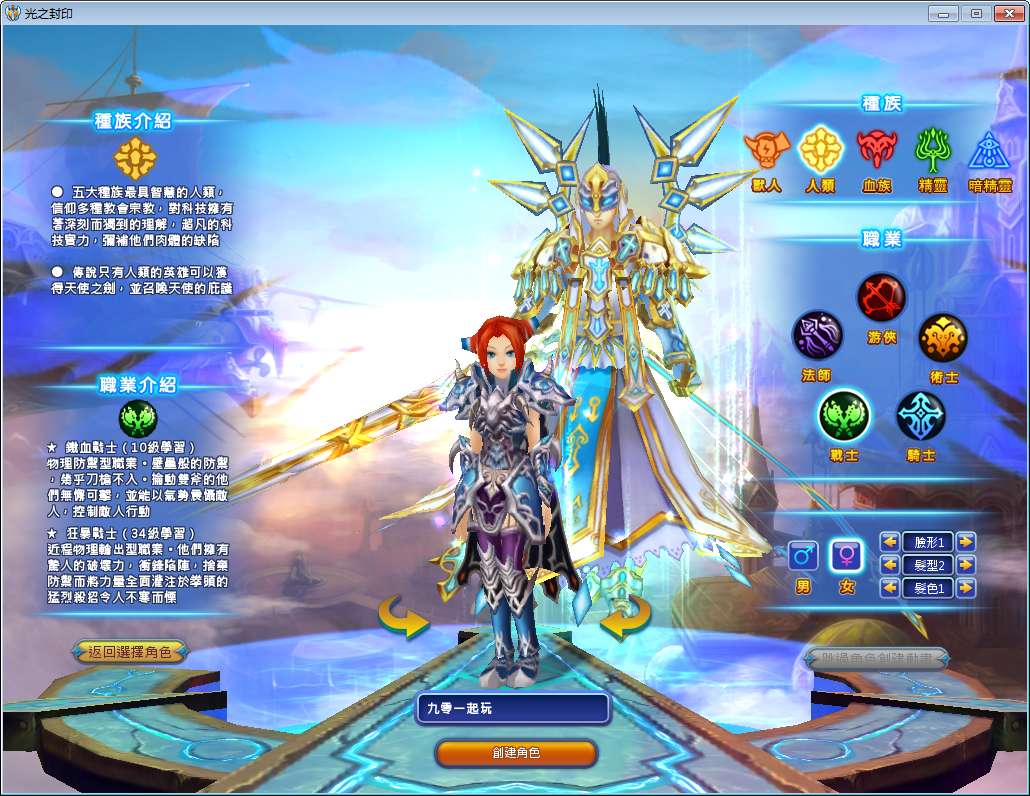 光之封印
種族介紹
● 五大種族最具智慧的人類,
信仰多種教會宗教,對科技擁有
著深刻而獨到的理解,超凡的科
技實力,彌補他們肉體的缺陷
● 傳說只有人類的英雄可以獲
得天使之劍,並召喚天使的庇護
職業介紹
★ 鐵血戰士(10級學習)
物理防禦型職業。壁壘般的防禦
,幾乎刀槍不入。揄動雙斧的他
們無懈可擊,並能以氣勢震懾敵
人,控制敵人行動
★ 狂暴戰士(34級學習)
近程物理輸出型職業。他們擁有
驚人的破壞力,衝鋒陷陣,捨棄
防禦而將力量全面灌注於拳頭的
猛烈殺招令人不寒而慄
返回選擇角色
種族
獸人
人類
血族
精靈
暗精靈
職業
游俠
法師
術士
戰士
騎士
男
女
臉形1
髮型2
髮色1
跳過角色創建動畫
九零一起玩
創建角色